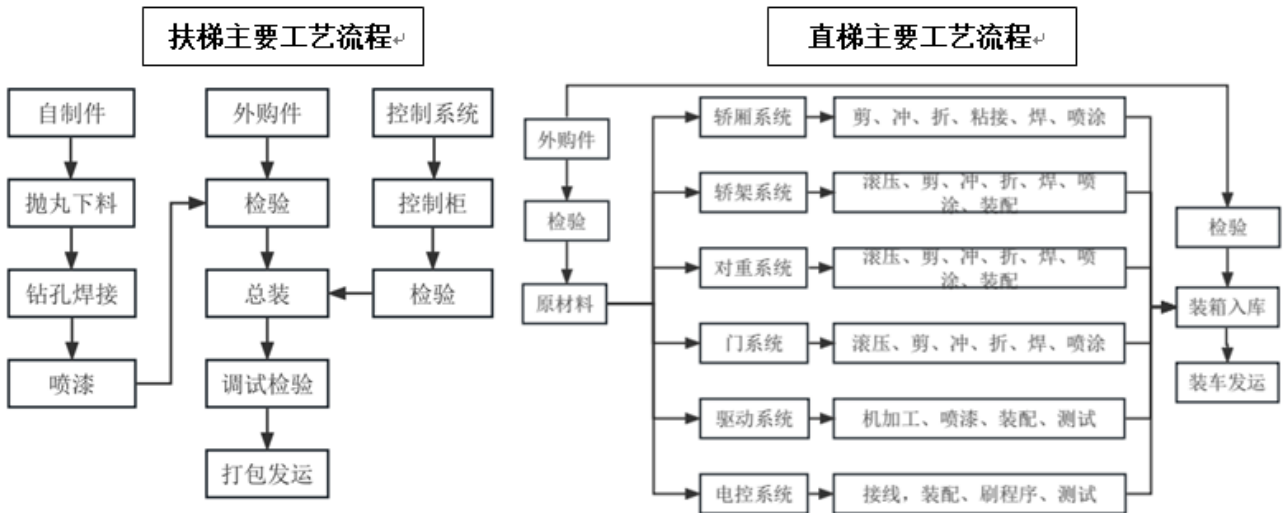 扶梯主要工艺流程
自制件
外购件
控制系统
抛丸下料
检验
控制柜
钻孔焊接
总装
检验
喷漆
调试检验
打包发运
直梯主要工艺流程
外购件
检验
原材料
轿厢系统
剪、冲、折、粘接、焊、喷涂
轿架系统
滚压、剪、冲、折、焊、喷
涂、装配
对重系统
滚压、剪、冲、折、焊、喷
涂、装配
门系统
滚压、剪、冲、折、焊、喷涂
驱动系统
机加工、喷漆、装配、测试
电控系统
接线，装配、刷程序、测试
检验
装箱入库
装车发运